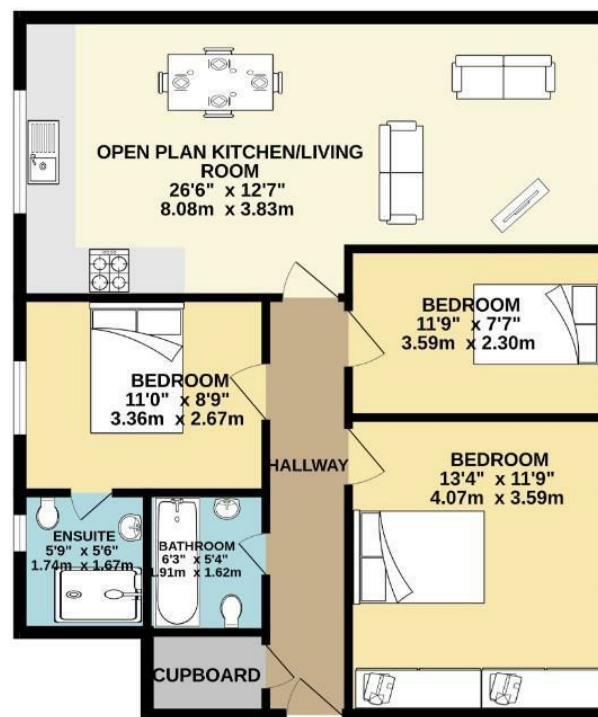 OPEN PLAN KITCHEN/LIVING
ROOM
26'6" x 12'7"
8.08m x 3.83m
BEDROOM
11'9" x 7'7"
3.59m x 2.30m
BEDROOM
11'0" x 8'9"
3.36m x 2.67m
HALLWAY
BEDROOM
13'4" x 11'9"
4.07m x 3.59m
ENSUITE
5'9" x 5'6"
1.74m x 1.67m
BATHROOM
6'3" x 5'4"
1.91m x 1.62m
CUPBOARD